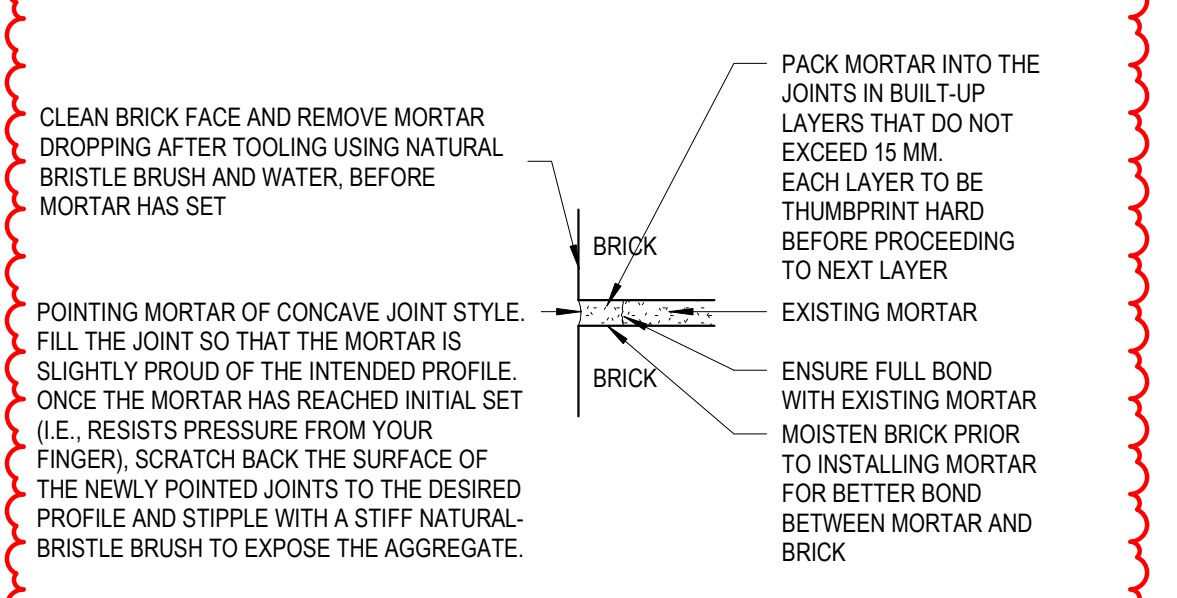 CLEAN BRICK FACE AND REMOVE MORTAR
DROPPING AFTER TOOLING USING NATURAL
BRISTLE BRUSH AND WATER, BEFORE
MORTAR HAS SET
POINTING MORTAR OF CONCAVE JOINT STYLE.
FILL THE JOINT SO THAT THE MORTAR IS
SLIGHTLY PROUD OF THE INTENDED PROFILE.
ONCE THE MORTAR HAS REACHED INITIAL SET
(I.E., RESISTS PRESSURE FROM YOUR
FINGER), SCRATCH BACK THE SURFACE OF
THE NEWLY POINTED JOINTS TO THE DESIRED
PROFILE AND STIPPLE WITH A STIFF NATURAL-
BRISTLE BRUSH TO EXPOSE THE AGGREGATE.
BRICK
BRICK
PACK MORTAR INTO THE
JOINTS IN BUILT-UP
LAYERS THAT DO NOT
EXCEED 15 MM.
EACH LAYER TO BE
THUMBPRINT HARD
BEFORE PROCEEDING
TO NEXT LAYER
EXISTING MORTAR
ENSURE FULL BOND
WITH EXISTING MORTAR
MOISTEN BRICK PRIOR
TO INSTALLING MORTAR
FOR BETTER BOND
BETWEEN MORTAR AND
BRICK